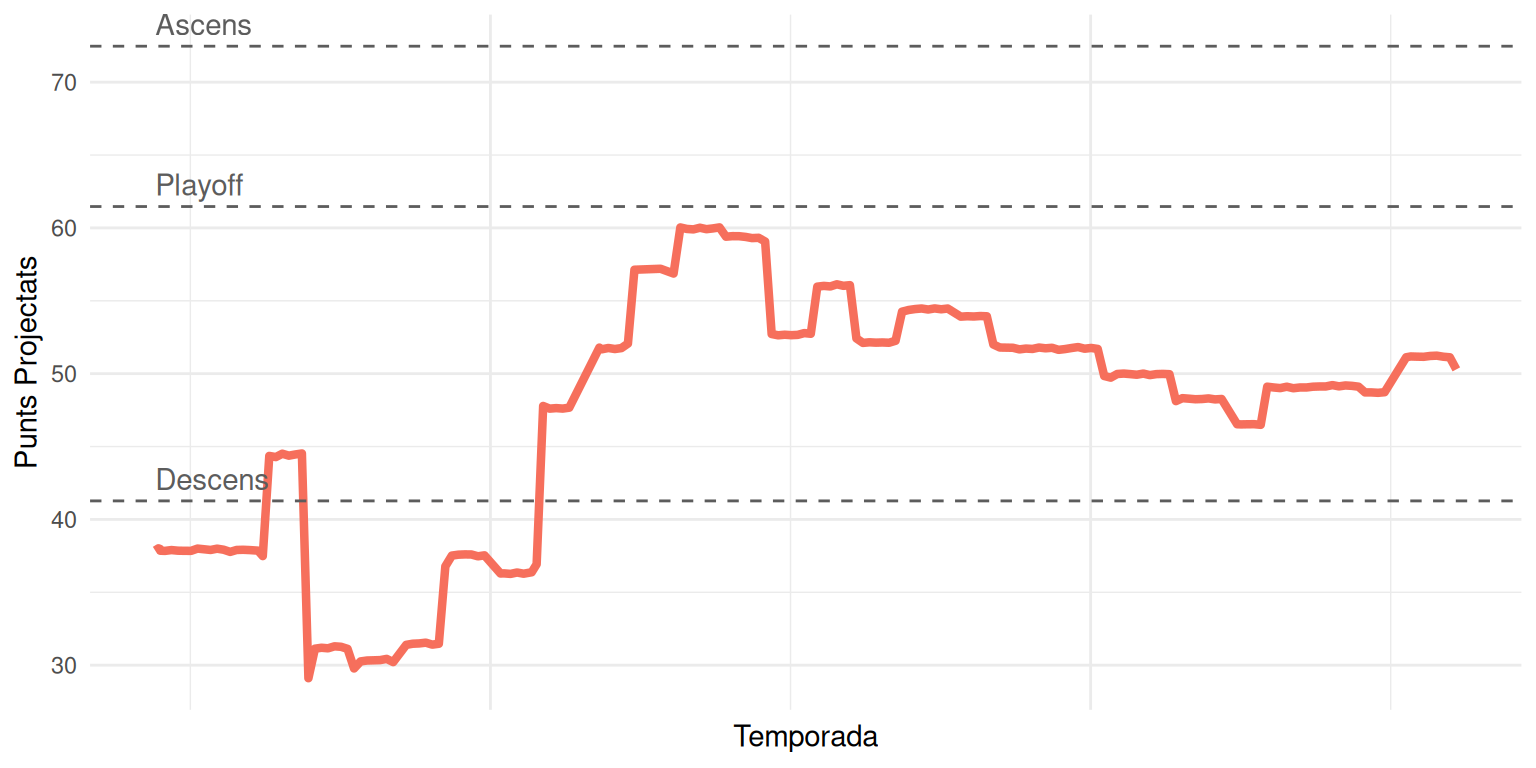 Ascens
70
Playoff
60
Punts Projectats
50
Descens
40
30
Temporada